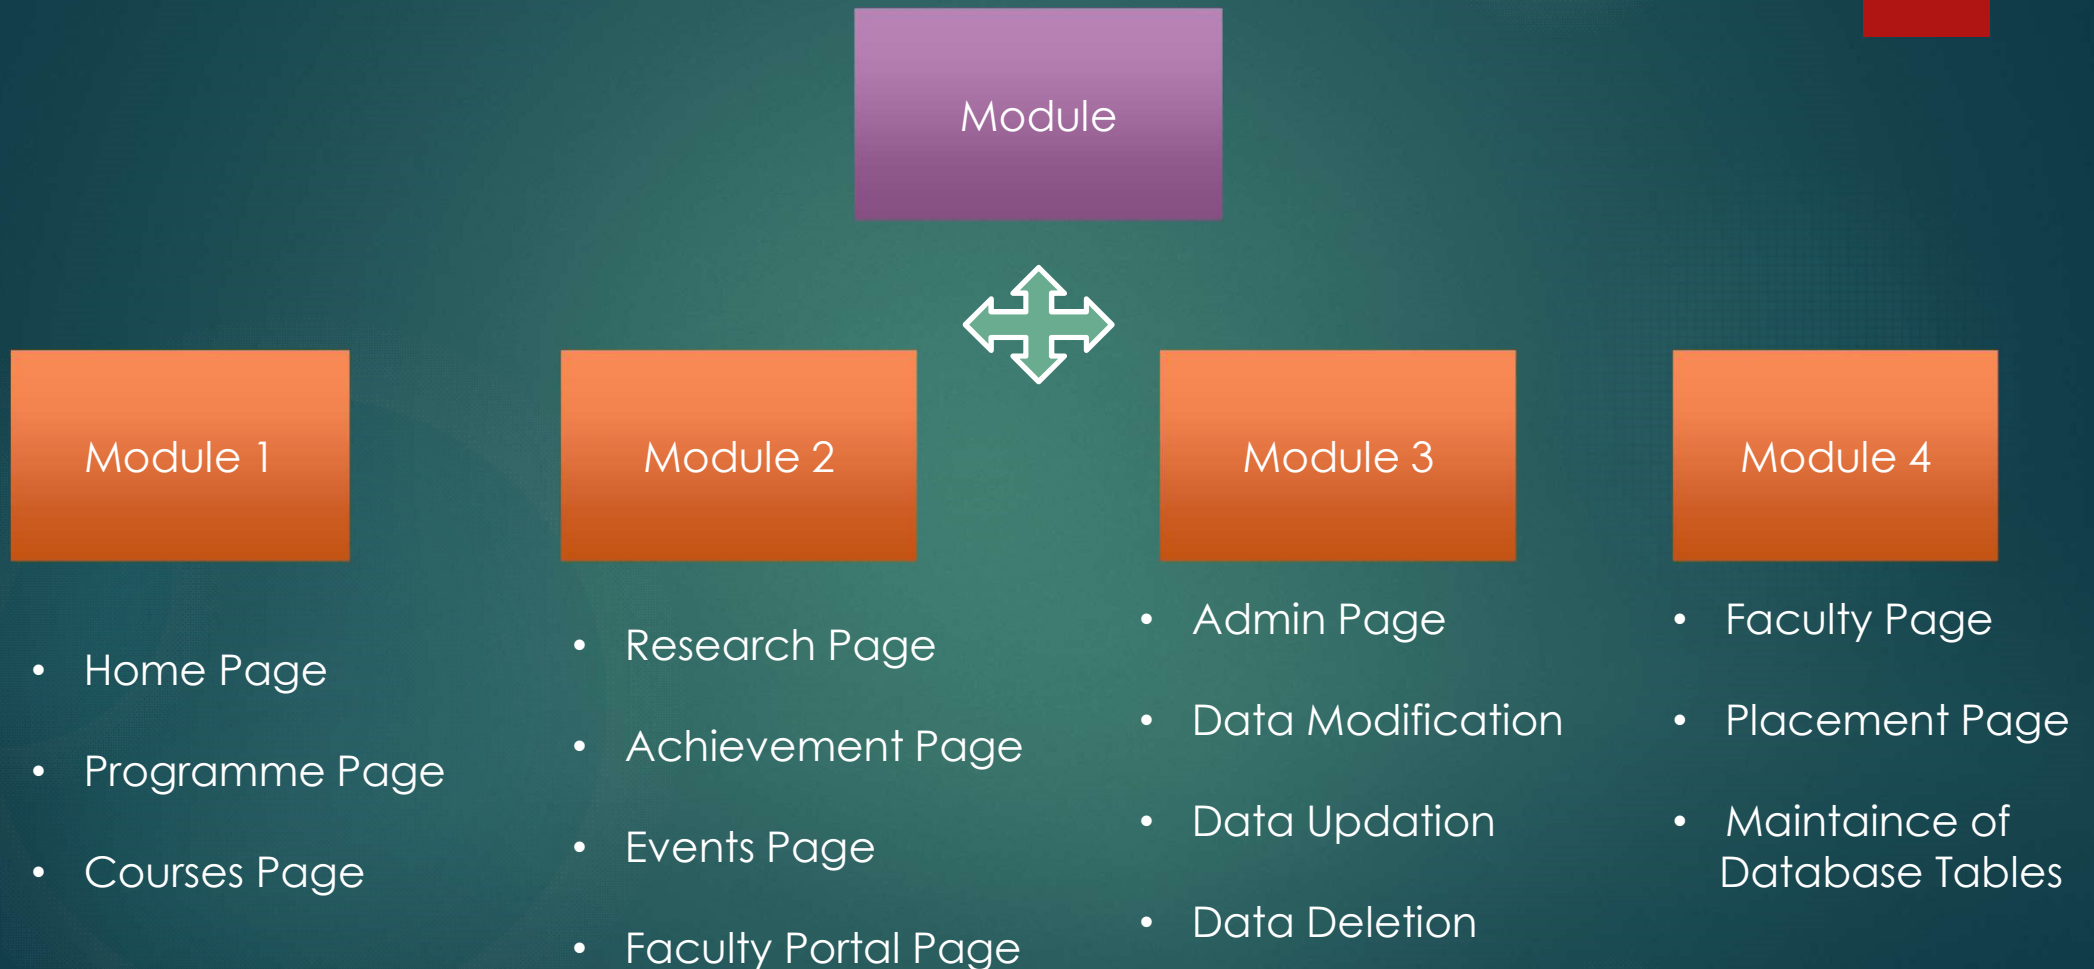 Module
Module 1
• Home Page
• Programme Page
• Courses Page
Module 2
• Research Page
• Achievement Page
• Events Page
• Faculty Portal Page
Module 3
• Admin Page
• Data Modification
• Data Updation
• Data Deletion
Module 4
• Faculty Page
• Placement Page
• Maintaince of
Database Tables